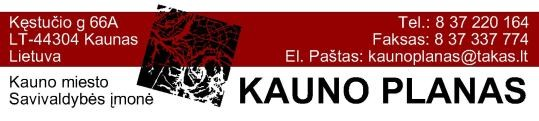 Kęstučio g 66A
LT-44304 Kaunas
Lietuva
Tel.: 8 37 220 164
Faksas: 8 37 337 774
El. Paštas: kaunoplanas@takas.lt
Kauno miesto
Savivaldybės įmonė
KAUNO PLANAS